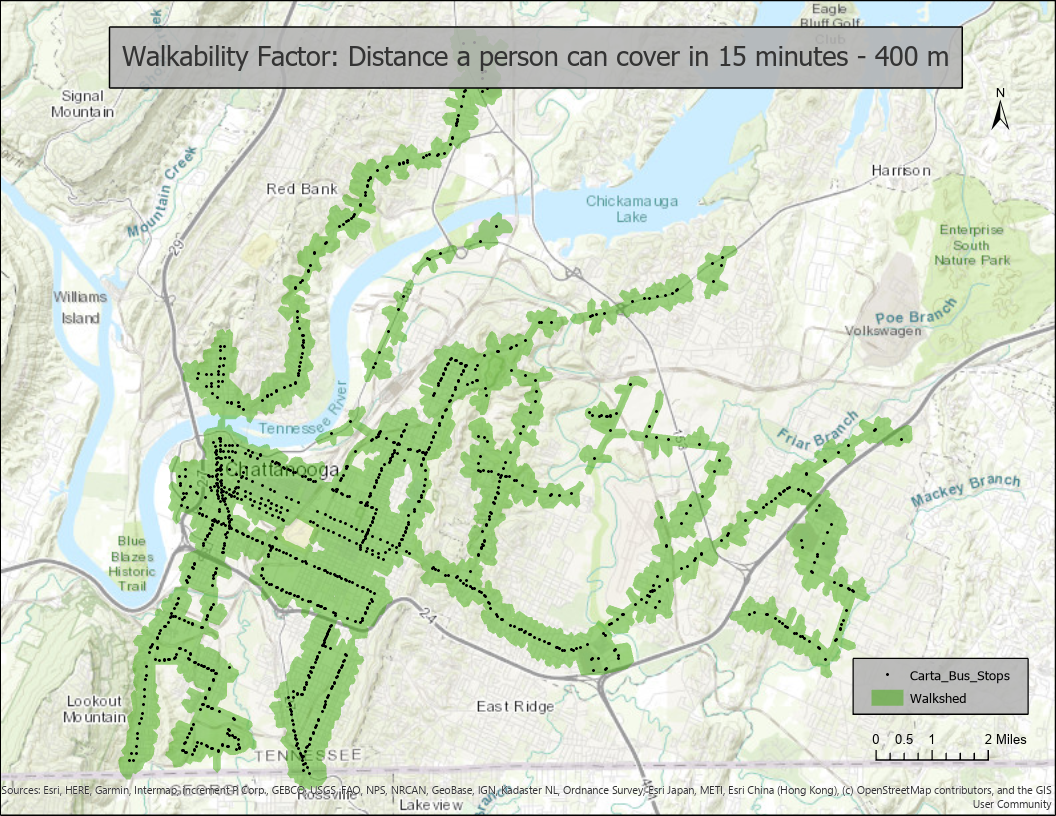 Eagle
Bluff Golf
Club
Walkability Factor: Distance a person can cover in 15 minutes - 400 m
N
Signal
Mountain
Mountain Creek
Harrison
Red Bank
Chickamauga
Lake
Enterprise
South
Nature Park
29
Williams
Island
Poe Branch
Volkswagen
Tennessee River
Friar Branch
153
Chattanooga
27
Mackey Branch
Blue
Blazes
Historic
Trail
24
Lookout
Mountain
East Ridge
Carta_Bus_Stops
Walkshed
TENNESSEE
0 0.5 1 2 Miles
Sources: Esri, HERE, Garmin, Intermap, increment P Corp., GEBCO, USGS, FAO, NPS, NRCAN, GeoBase, IGN, Kadaster NL, Ordnance Survey, Esri Japan, METI, Esri China (Hong Kong), (c) OpenStreetMap contributors, and the GIS
User Community
Rossville
Lakeview